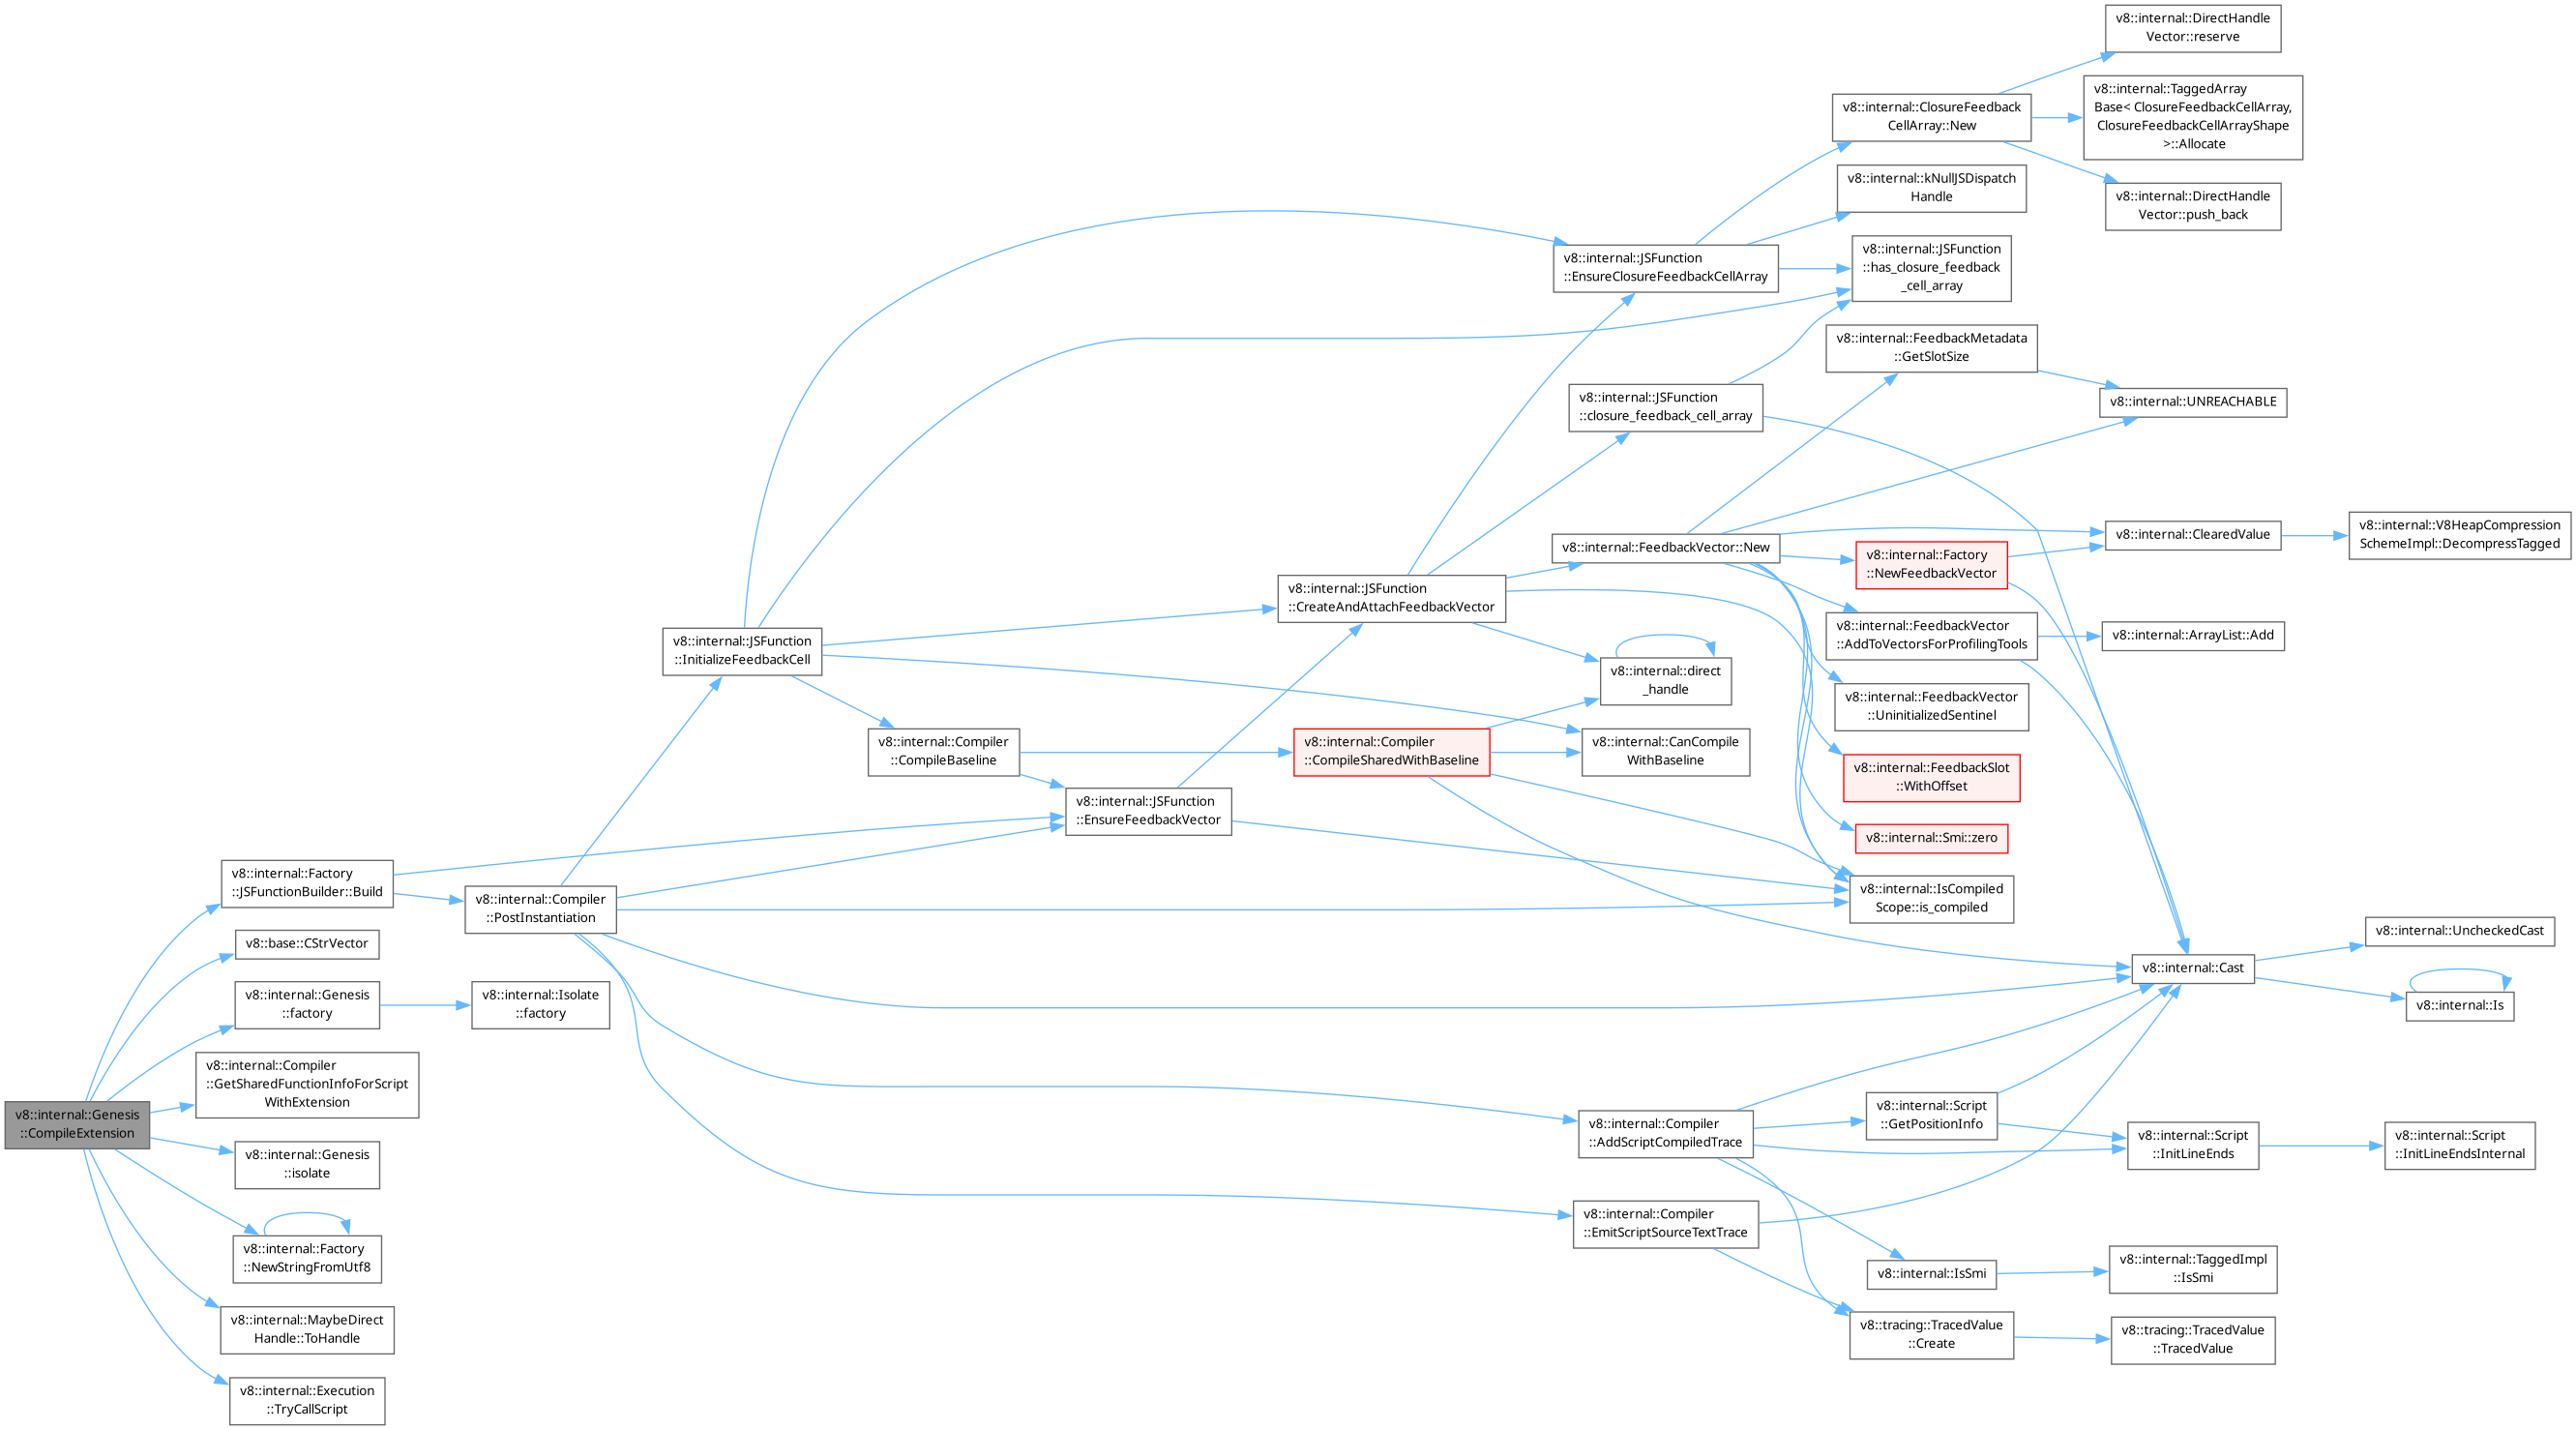 v8::internal::Genesis
::CompileExtension
v8::internal::Factory
::JSFunctionBuilder::Build
v8::base::CStrVector
v8::internal::Genesis
::factory
v8::internal::Compiler
::GetSharedFunctionInfoForScript
WithExtension
v8::internal::Genesis
::isolate
v8::internal::Factory
::NewStringFromUtf8
v8::internal::MaybeDirect
Handle::ToHandle
v8::internal::Execution
::TryCallScript
v8::internal::Compiler
::PostInstantiation
v8::internal::Isolate
::factory
v8::internal::JSFunction
::InitializeFeedbackCell
v8::internal::Compiler
::CompileBaseline
v8::internal::JSFunction
::EnsureFeedbackVector
v8::internal::JSFunction
::CreateAndAttachFeedbackVector
v8::internal::Compiler
::CompileSharedWithBaseline
v8::internal::JSFunction
::EnsureClosureFeedbackCellArray
v8::internal::JSFunction
::closure_feedback_cell_array
v8::internal::FeedbackVector::New
v8::internal::direct
_handle
v8::internal::CanCompile
WithBaseline
v8::internal::Compiler
::AddScriptCompiledTrace
v8::internal::Compiler
::EmitScriptSourceTextTrace
v8::internal::ClosureFeedback
CellArray::New
v8::internal::kNullJSDispatch
Handle
v8::internal::JSFunction
::has_closure_feedback
_cell_array
v8::internal::FeedbackMetadata
::GetSlotSize
v8::internal::Factory
::NewFeedbackVector
v8::internal::FeedbackVector
::AddToVectorsForProfilingTools
v8::internal::FeedbackVector
::UninitializedSentinel
v8::internal::FeedbackSlot
::WithOffset
v8::internal::Smi::zero
v8::internal::IsCompiled
Scope::is_compiled
v8::internal::Script
::GetPositionInfo
v8::internal::IsSmi
v8::tracing::TracedValue
::Create
v8::internal::DirectHandle
Vector::reserve
v8::internal::TaggedArray
Base< ClosureFeedbackCellArray,
ClosureFeedbackCellArrayShape
>::Allocate
v8::internal::DirectHandle
Vector::push_back
v8::internal::UNREACHABLE
v8::internal::ClearedValue
v8::internal::ArrayList::Add
v8::internal::Cast
v8::internal::Script
::InitLineEnds
v8::internal::TaggedImpl
::IsSmi
v8::tracing::TracedValue
::TracedValue
v8::internal::V8HeapCompression
SchemeImpl::DecompressTagged
v8::internal::UncheckedCast
v8::internal::Is
v8::internal::Script
::InitLineEndsInternal